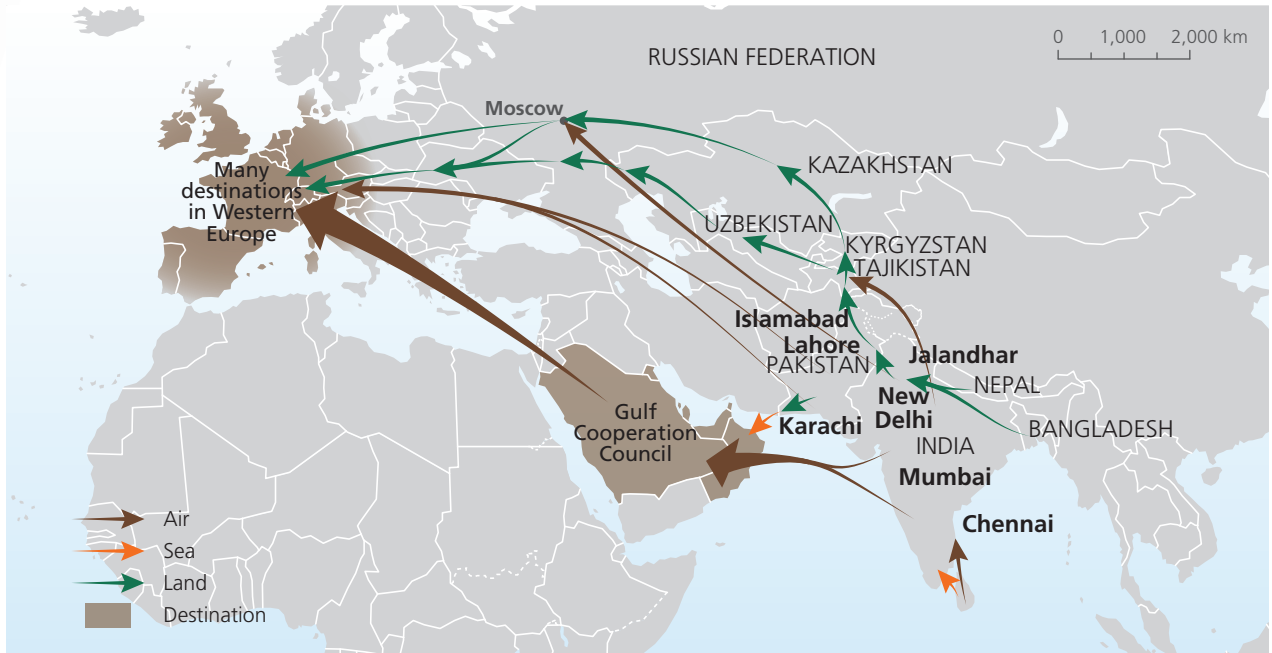 0 1,000 2,000 km
RUSSIAN FEDERATION
Moscow
KAZAKHSTAN
Many
destinations
in Western
Europe
UZBEKISTAN
KYRGYZSTAN
TAJIKISTAN
Islamabad
Lahore
PAKISTAN
Jalandhar
NEPAL
New
Delhi
Gulf
Cooperation
Council
Karachi
BANGLADESH
INDIA
Mumbai
Chennai
Air
Sea
Land
Destination